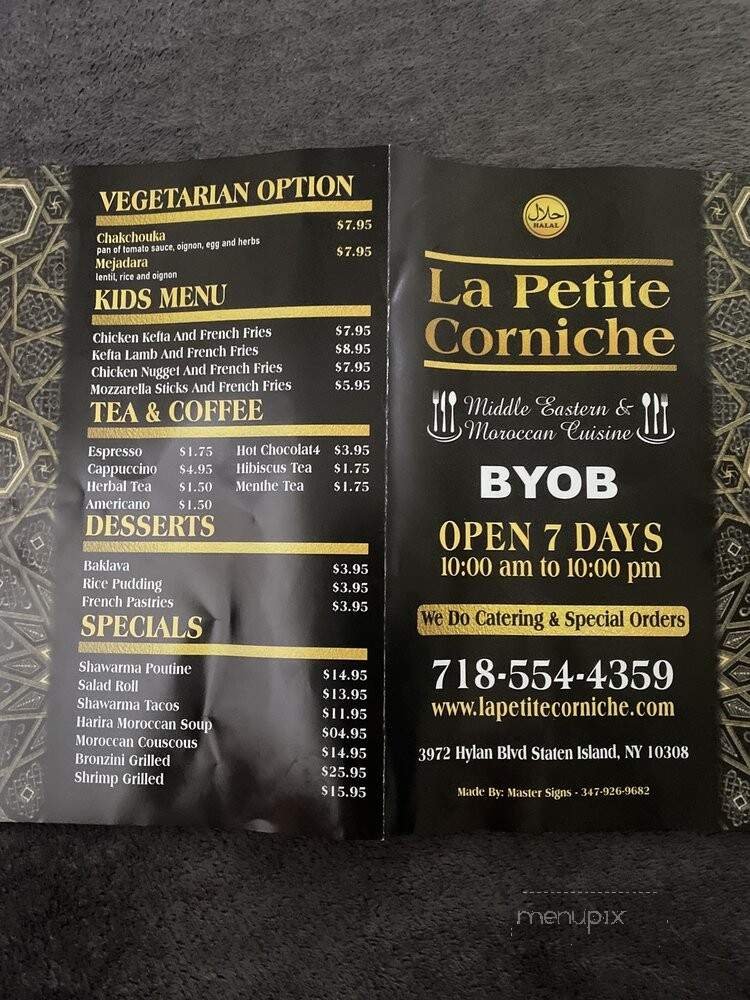 VEGETARIAN OPTION
Chakchouka $7.95
pan of tomato sauce, oignon, egg and herbs
Mejadara $7.95
lentil, rice and oignon
KIDS MENU
Chicken Kefta And French Fries $7.95
Kefta Lamb And French Fries $8.95
Chicken Nugget And French Fries $7.95
Mozzarella Sticks And French Fries $5.95
TEA & COFFEE
Espresso $1.75 Hot Chocolat4 $3.95
Cappuccino $4.95 Hibiscus Tea $1.75
Herbal Tea $1.50 Menthe Tea $1.75
Americano $1.50
DESSERTS
Baklava $3.95
Rice Pudding $3.95
French Pastries $3.95
SPECIALS
Shawarma Poutine $14.95
Salad Roll $13.95
Shawarma Tacos $11.95
Harira Moroccan Soup $04.95
Moroccan Couscous $14.95
Bronzini Grilled $25.95
Shrimp Grilled $15.95
حلال
HALAL
La Petite
Corniche
Middle Eastern &
Moroccan Cuisine
BYOB
OPEN 7 DAYS
10:00 am to 10:00 pm
We Do Catering & Special Orders
718-554-4359
www.lapetitecorniche.com
3972 Hylan Blvd Staten Island, NY 10308
Made By: Master Signs - 347-926-9682
menupix